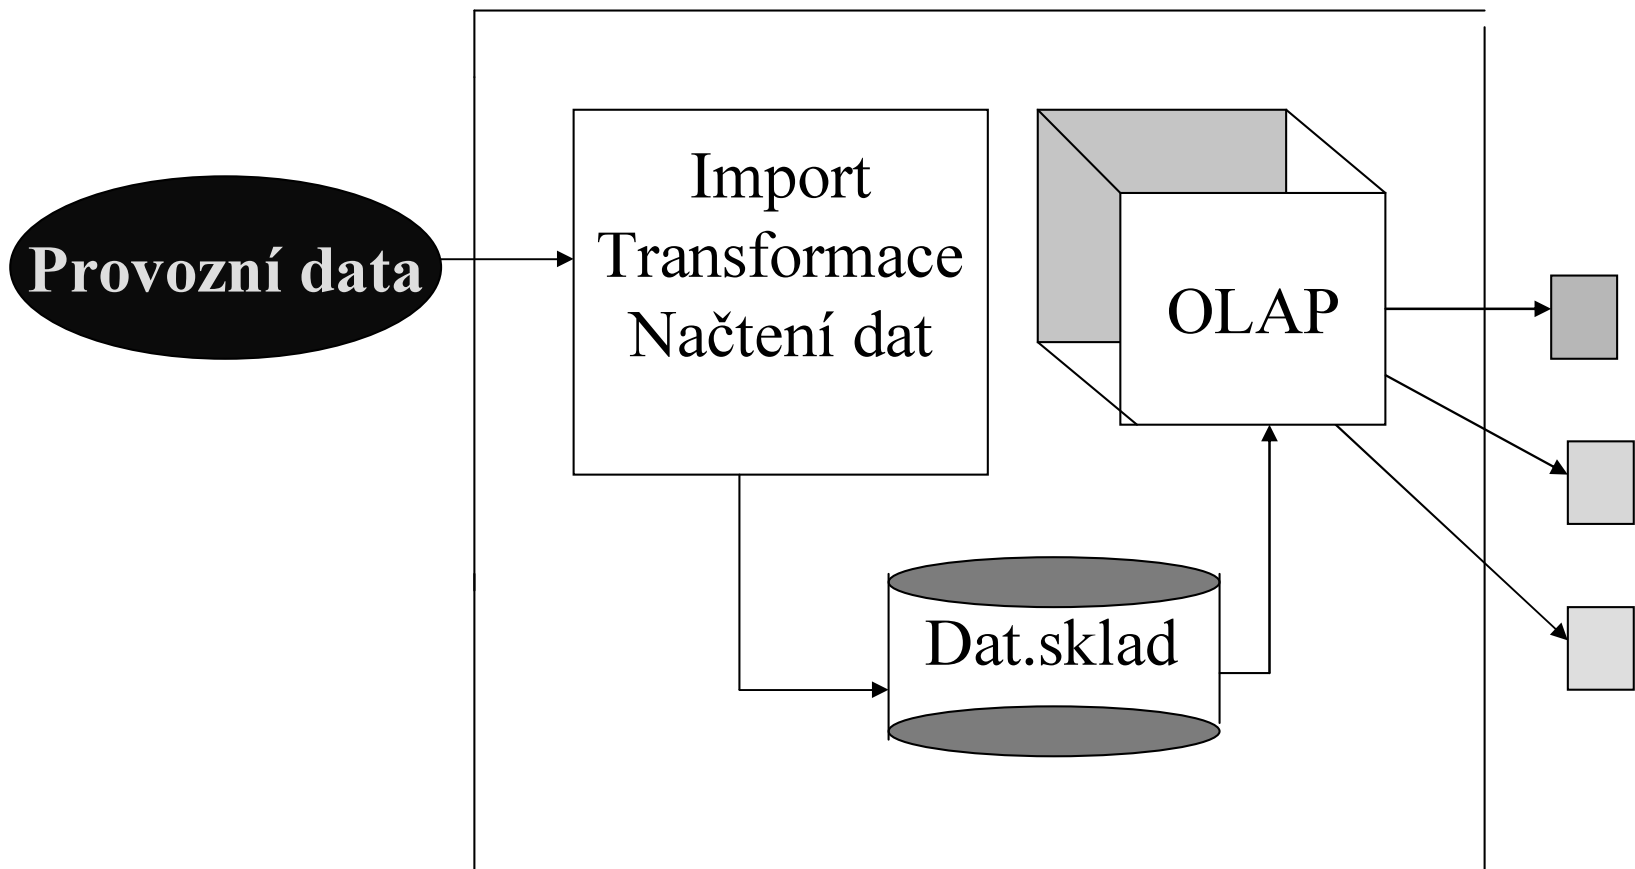 Provozní data
Import
Transformace
Načtení dat
OLAP
Dat.sklad